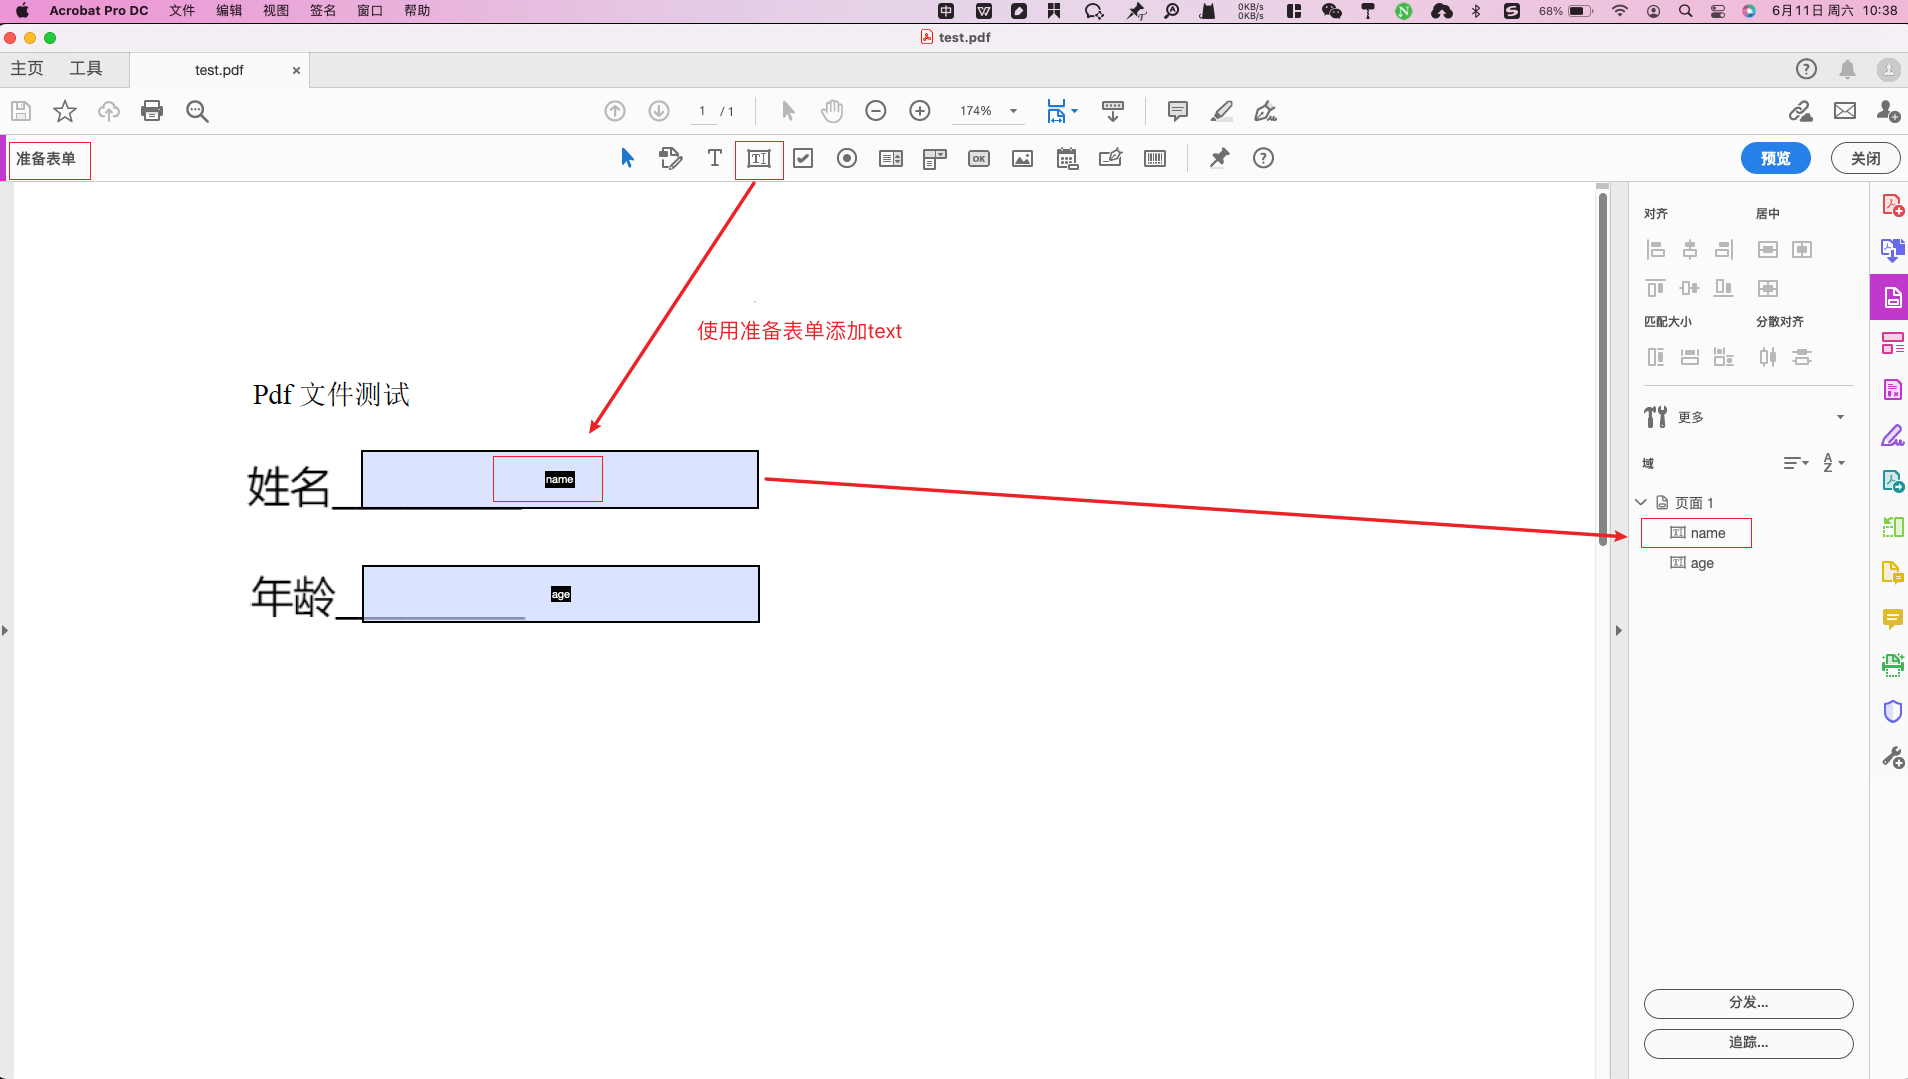 Acrobat Pro DC 文件 编辑 视图 签名 窗口 帮助 中 0KB/s 0KB/s 68% 6月11日 周六 10:38
test.pdf
主页 工具 test.pdf
1 / 1 174%
准备表单 T T OK 预览 关闭
对齐 居中
使用准备表单添加text
匹配大小 分散对齐
Pdf 文件测试
更多
姓名 name
域
页面 1
name
age
年龄 age
分发...
追踪...